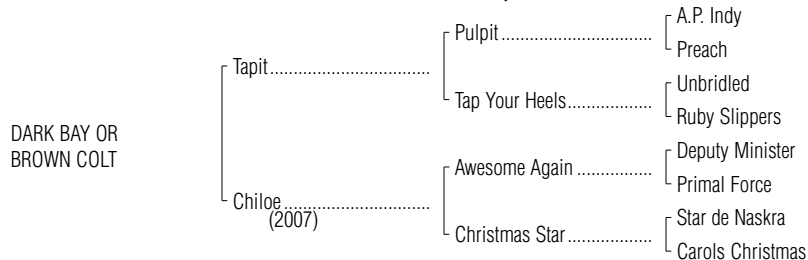 A.P. Indy
Pulpit
Preach
Tapit
Unbridled
Tap Your Heels
Ruby Slippers
DARK BAY OR
BROWN COLT
Deputy Minister
Awesome Again
Primal Force
Chiloe
(2007)
Star de Naskra
Christmas Star
Carols Christmas